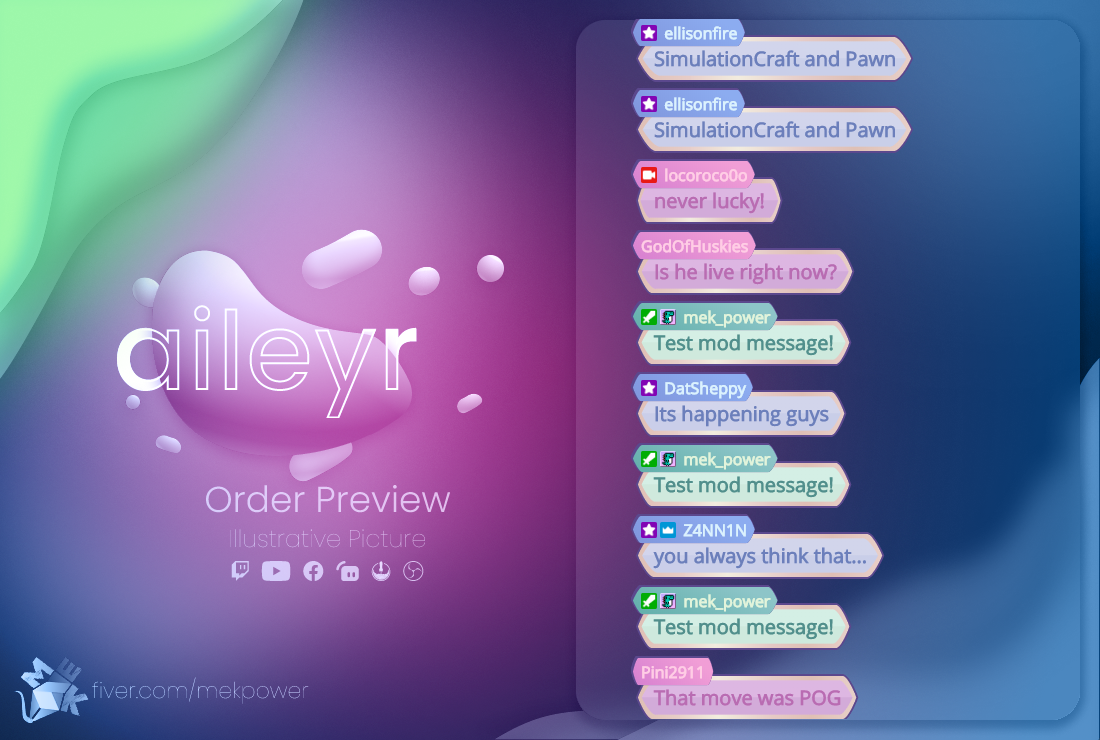 aileyr
Order Preview
Illustrative Picture
MEK
fiver.com/mekpower
ellisonfire
SimulationCraft and Pawn
ellisonfire
SimulationCraft and Pawn
locoroco0o
never lucky!
GodOfHuskies
Is he live right now?
mek_power
Test mod message!
DatSheppy
Its happening guys
mek_power
Test mod message!
Z4NN1N
you always think that...
mek_power
Test mod message!
Pini2911
That move was POG